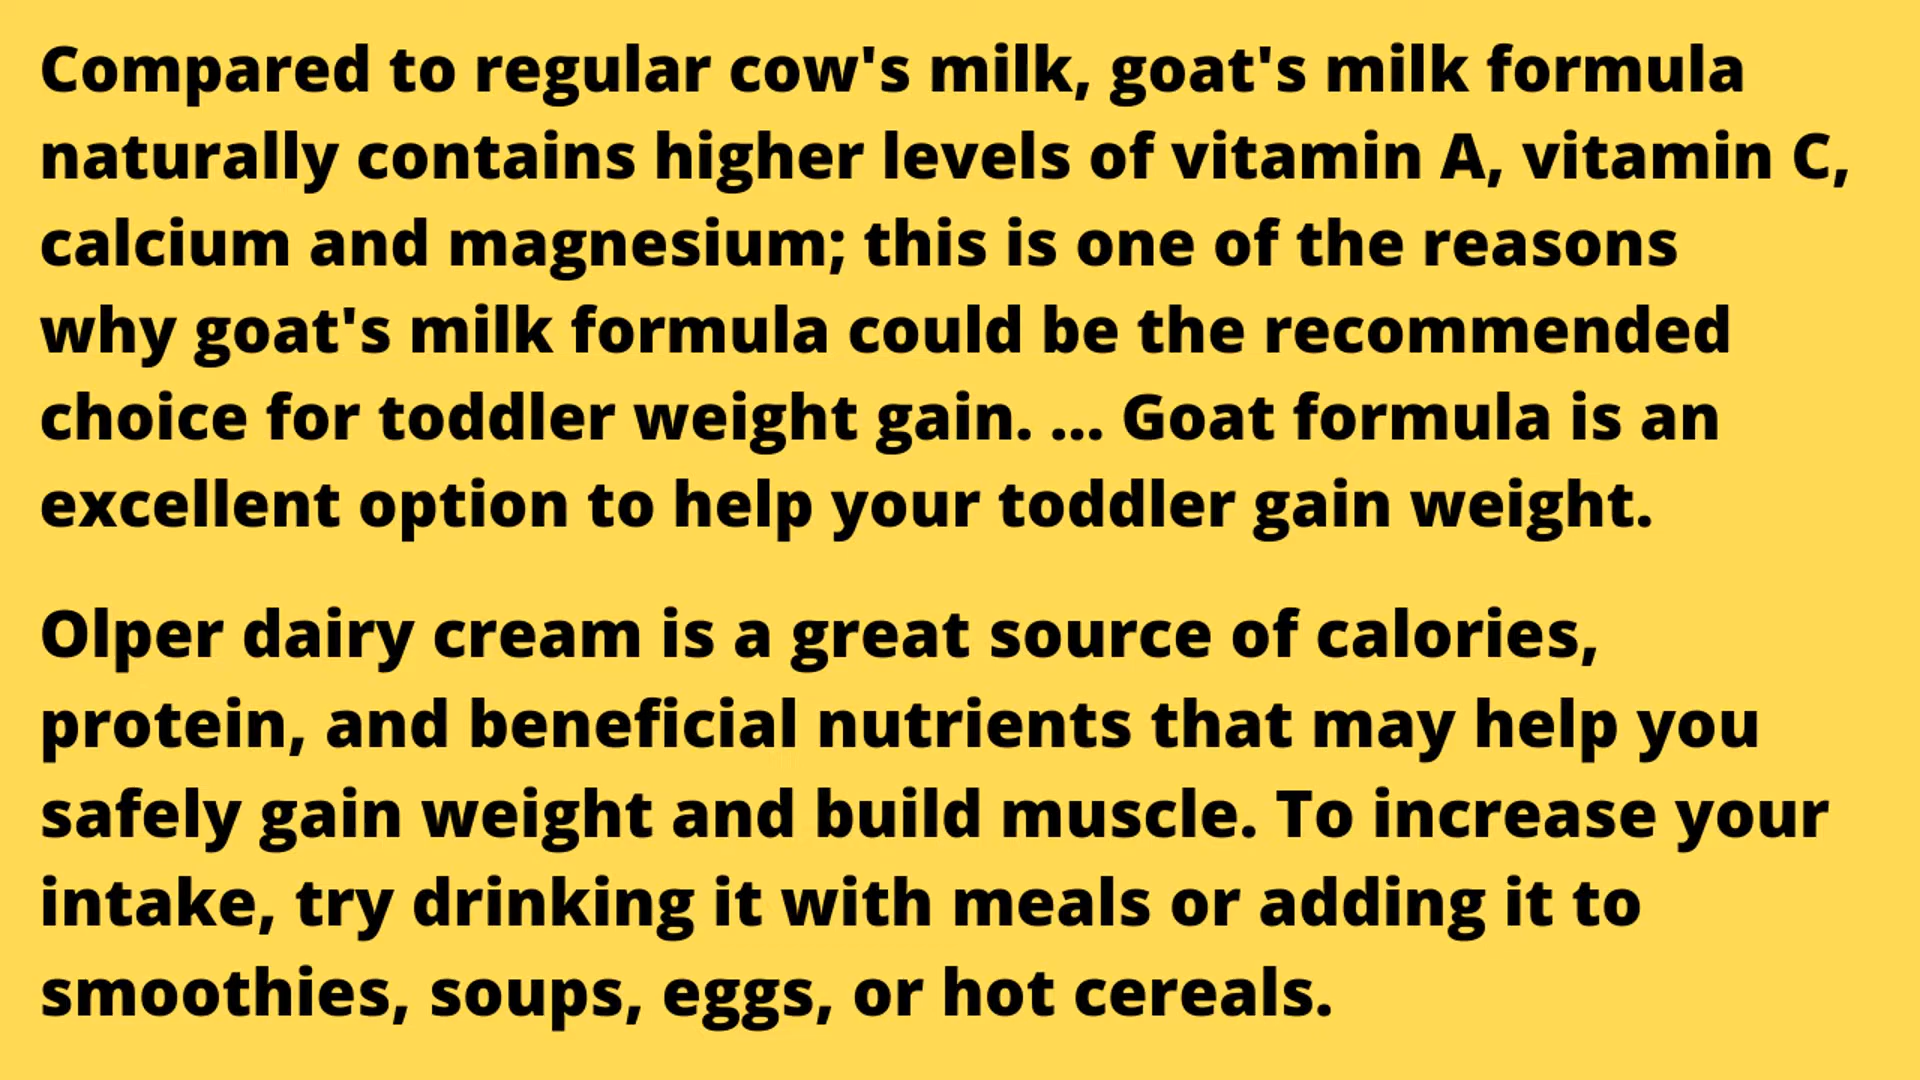 Compared to regular cow's milk, goat's milk formula
naturally contains higher levels of vitamin A, vitamin C,
calcium and magnesium; this is one of the reasons
why goat's milk formula could be the recommended
choice for toddler weight gain. ... Goat formula is an
excellent option to help your toddler gain weight.
Olper dairy cream is a great source of calories,
protein, and beneficial nutrients that may help you
safely gain weight and build muscle. To increase your
intake, try drinking it with meals or adding it to
smoothies, soups, eggs, or hot cereals.